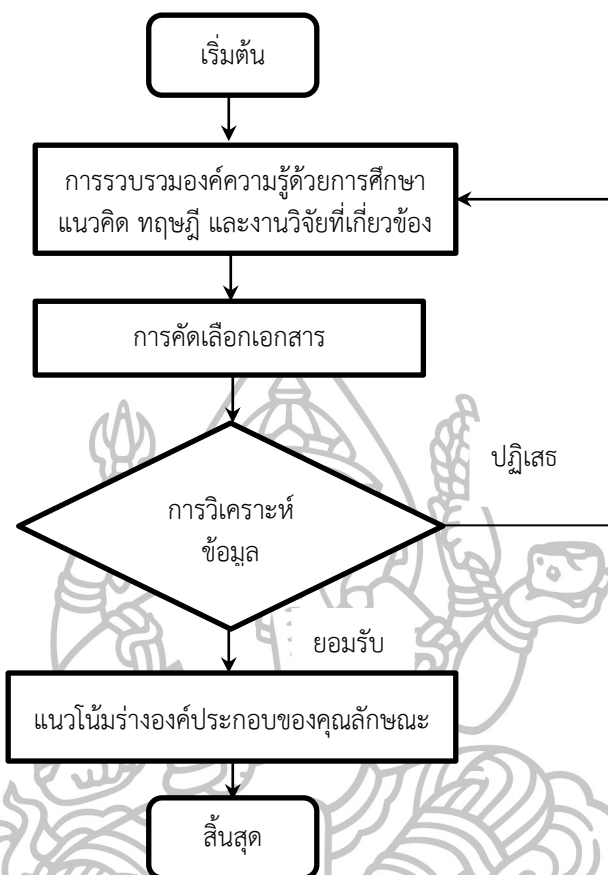 เริ่มต้น
การรวบรวมองค์ความรู้ด้วยการศึกษา
แนวคิด ทฤษฎี และงานวิจัยที่เกี่ยวข้อง
การคัดเลือกเอกสาร
ปฏิเสธ
การวิเคราะห์
ข้อมูล
ยอมรับ
แนวโน้มร่างองค์ประกอบของคุณลักษณะ
สิ้นสุด